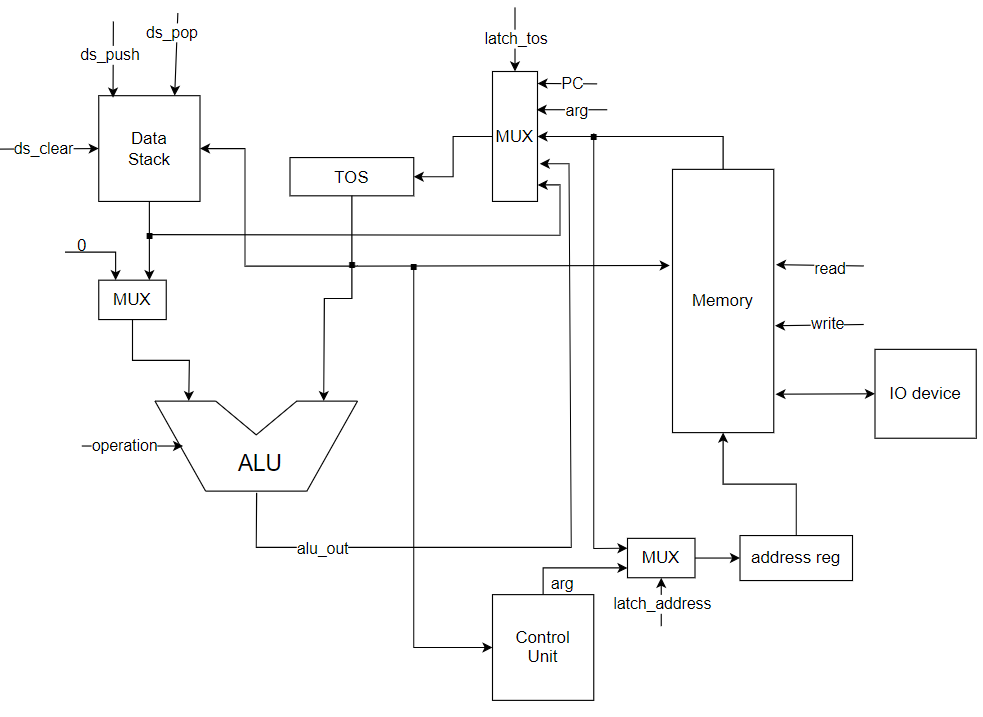 ds_pop
latch_tos
ds_push
PC
arg
Data
Stack
MUX
ds_clear
TOS
0
read
MUX
Memory
write
IO device
operation
ALU
alu_out
MUX
address reg
arg
latch_address
Control
Unit